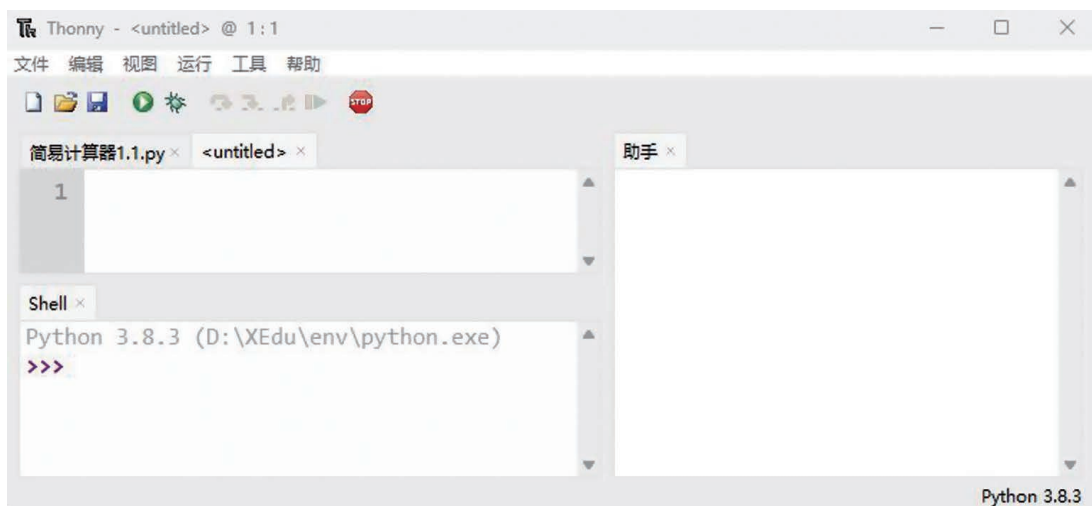 Thonny - <untitled> @ 1:1
文件 编辑 视图 运行 工具 帮助
STOP
简易计算器1.1.py × <untitled> × 助手 ×
1
Shell ×
Python 3.8.3 (D:\XEdu\env\python.exe)
>>>
Python 3.8.3